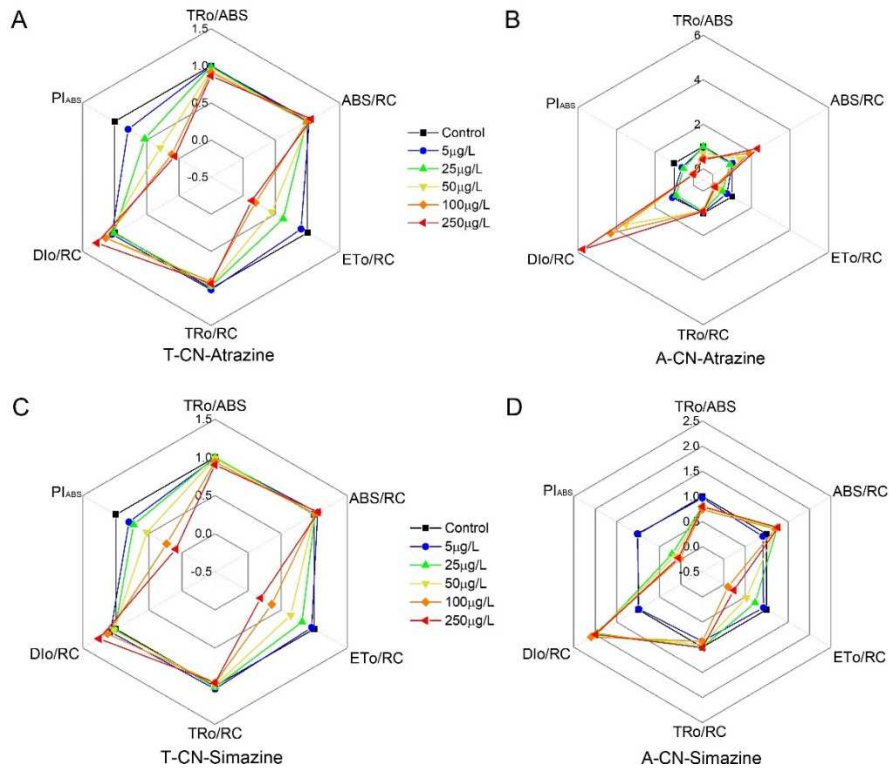 A
TRo/ABS
1.5
1.0
0.5
0.0
-0.5
PIABS
ABS/RC
DIo/RC
ETo/RC
TRo/RC
T-CN-Atrazine
Control
5μg/L
25μg/L
50μg/L
100μg/L
250μg/L
B
TRo/ABS
6
4
2
0
PIABS
ABS/RC
DIo/RC
ETo/RC
TRo/RC
A-CN-Atrazine
C
TRo/ABS
1.5
1.0
0.5
0.0
-0.5
PIABS
ABS/RC
DIo/RC
ETo/RC
TRo/RC
T-CN-Simazine
Control
5μg/L
25μg/L
50μg/L
100μg/L
250μg/L
D
TRo/ABS
2.5
2.0
1.5
1.0
0.5
0.0
-0.5
PIABS
ABS/RC
DIo/RC
ETo/RC
TRo/RC
A-CN-Simazine